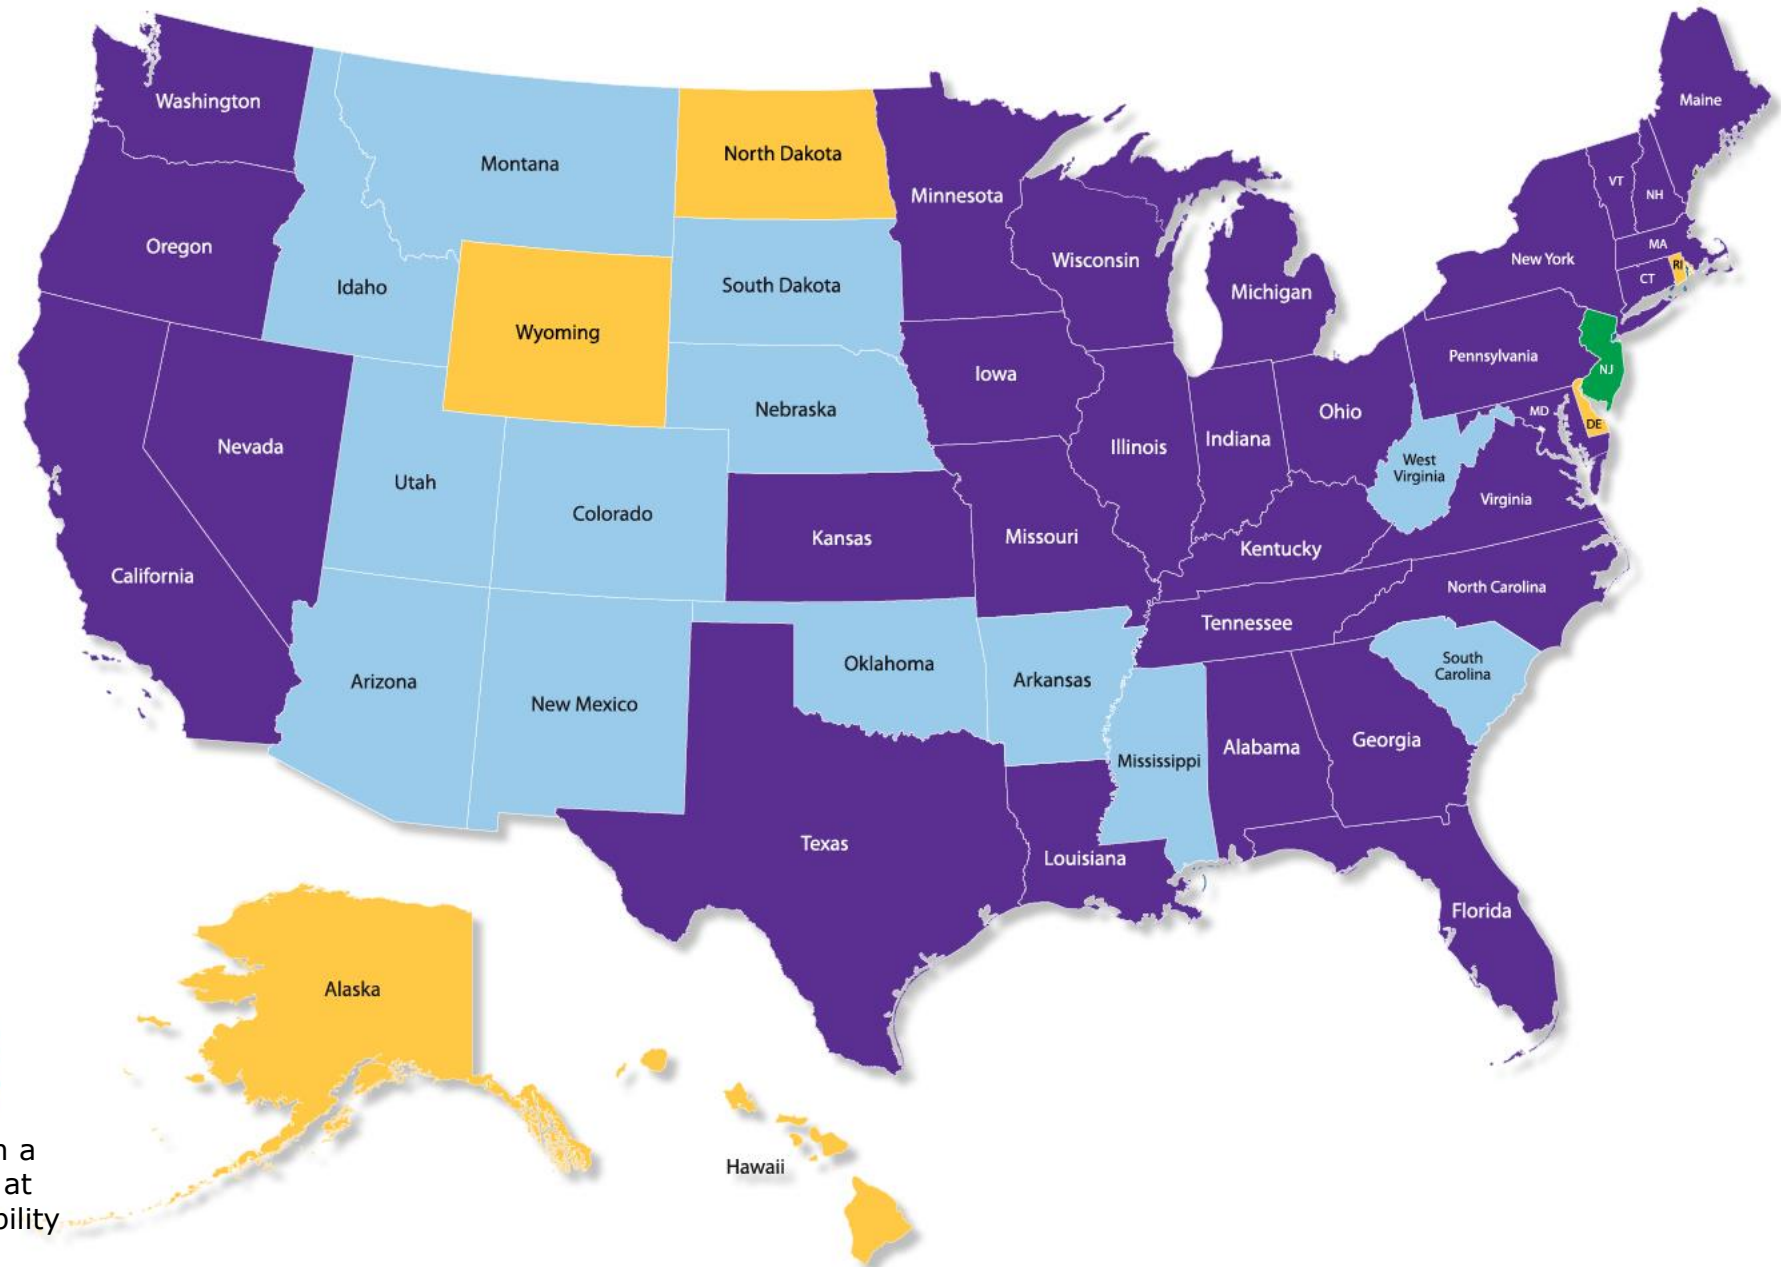 Washington
Maine
Montana
North Dakota
Minnesota
VT
NH
Oregon
MA
New York
Wisconsin
RI
CT
Idaho
South Dakota
Michigan
Wyoming
Pennsylvania
NJ
Iowa
Nebraska
Ohio
MD
DE
Nevada
Illinois
Indiana
West
Virginia
Utah
Virginia
Colorado
Kansas
Missouri
Kentucky
California
North Carolina
Tennessee
Oklahoma
South
Carolina
Arizona
Arkansas
New Mexico
Georgia
Alabama
Mississippi
Texas
Louisiana
Florida
Alaska
n a
at
bility
Hawaii